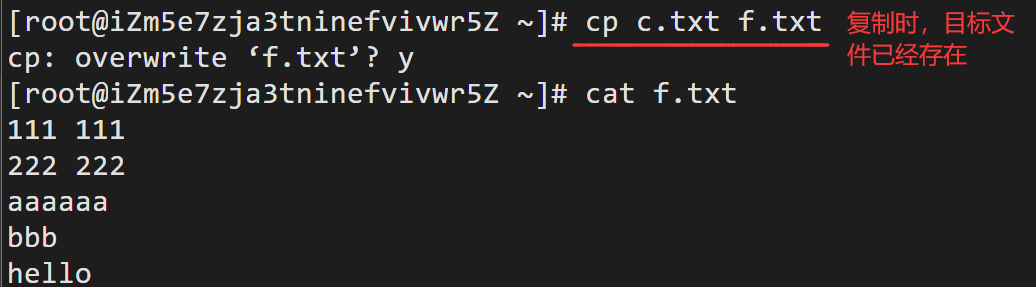 [root@iZm5e7zja3tninefvivwr5Z ~]# cp c.txt f.txt
复制时，目标文
件已经存在
cp: overwrite ‘f.txt’? y
[root@iZm5e7zja3tninefvivwr5Z ~]# cat f.txt
111 111
222 222
aaaaaa
bbb
hello